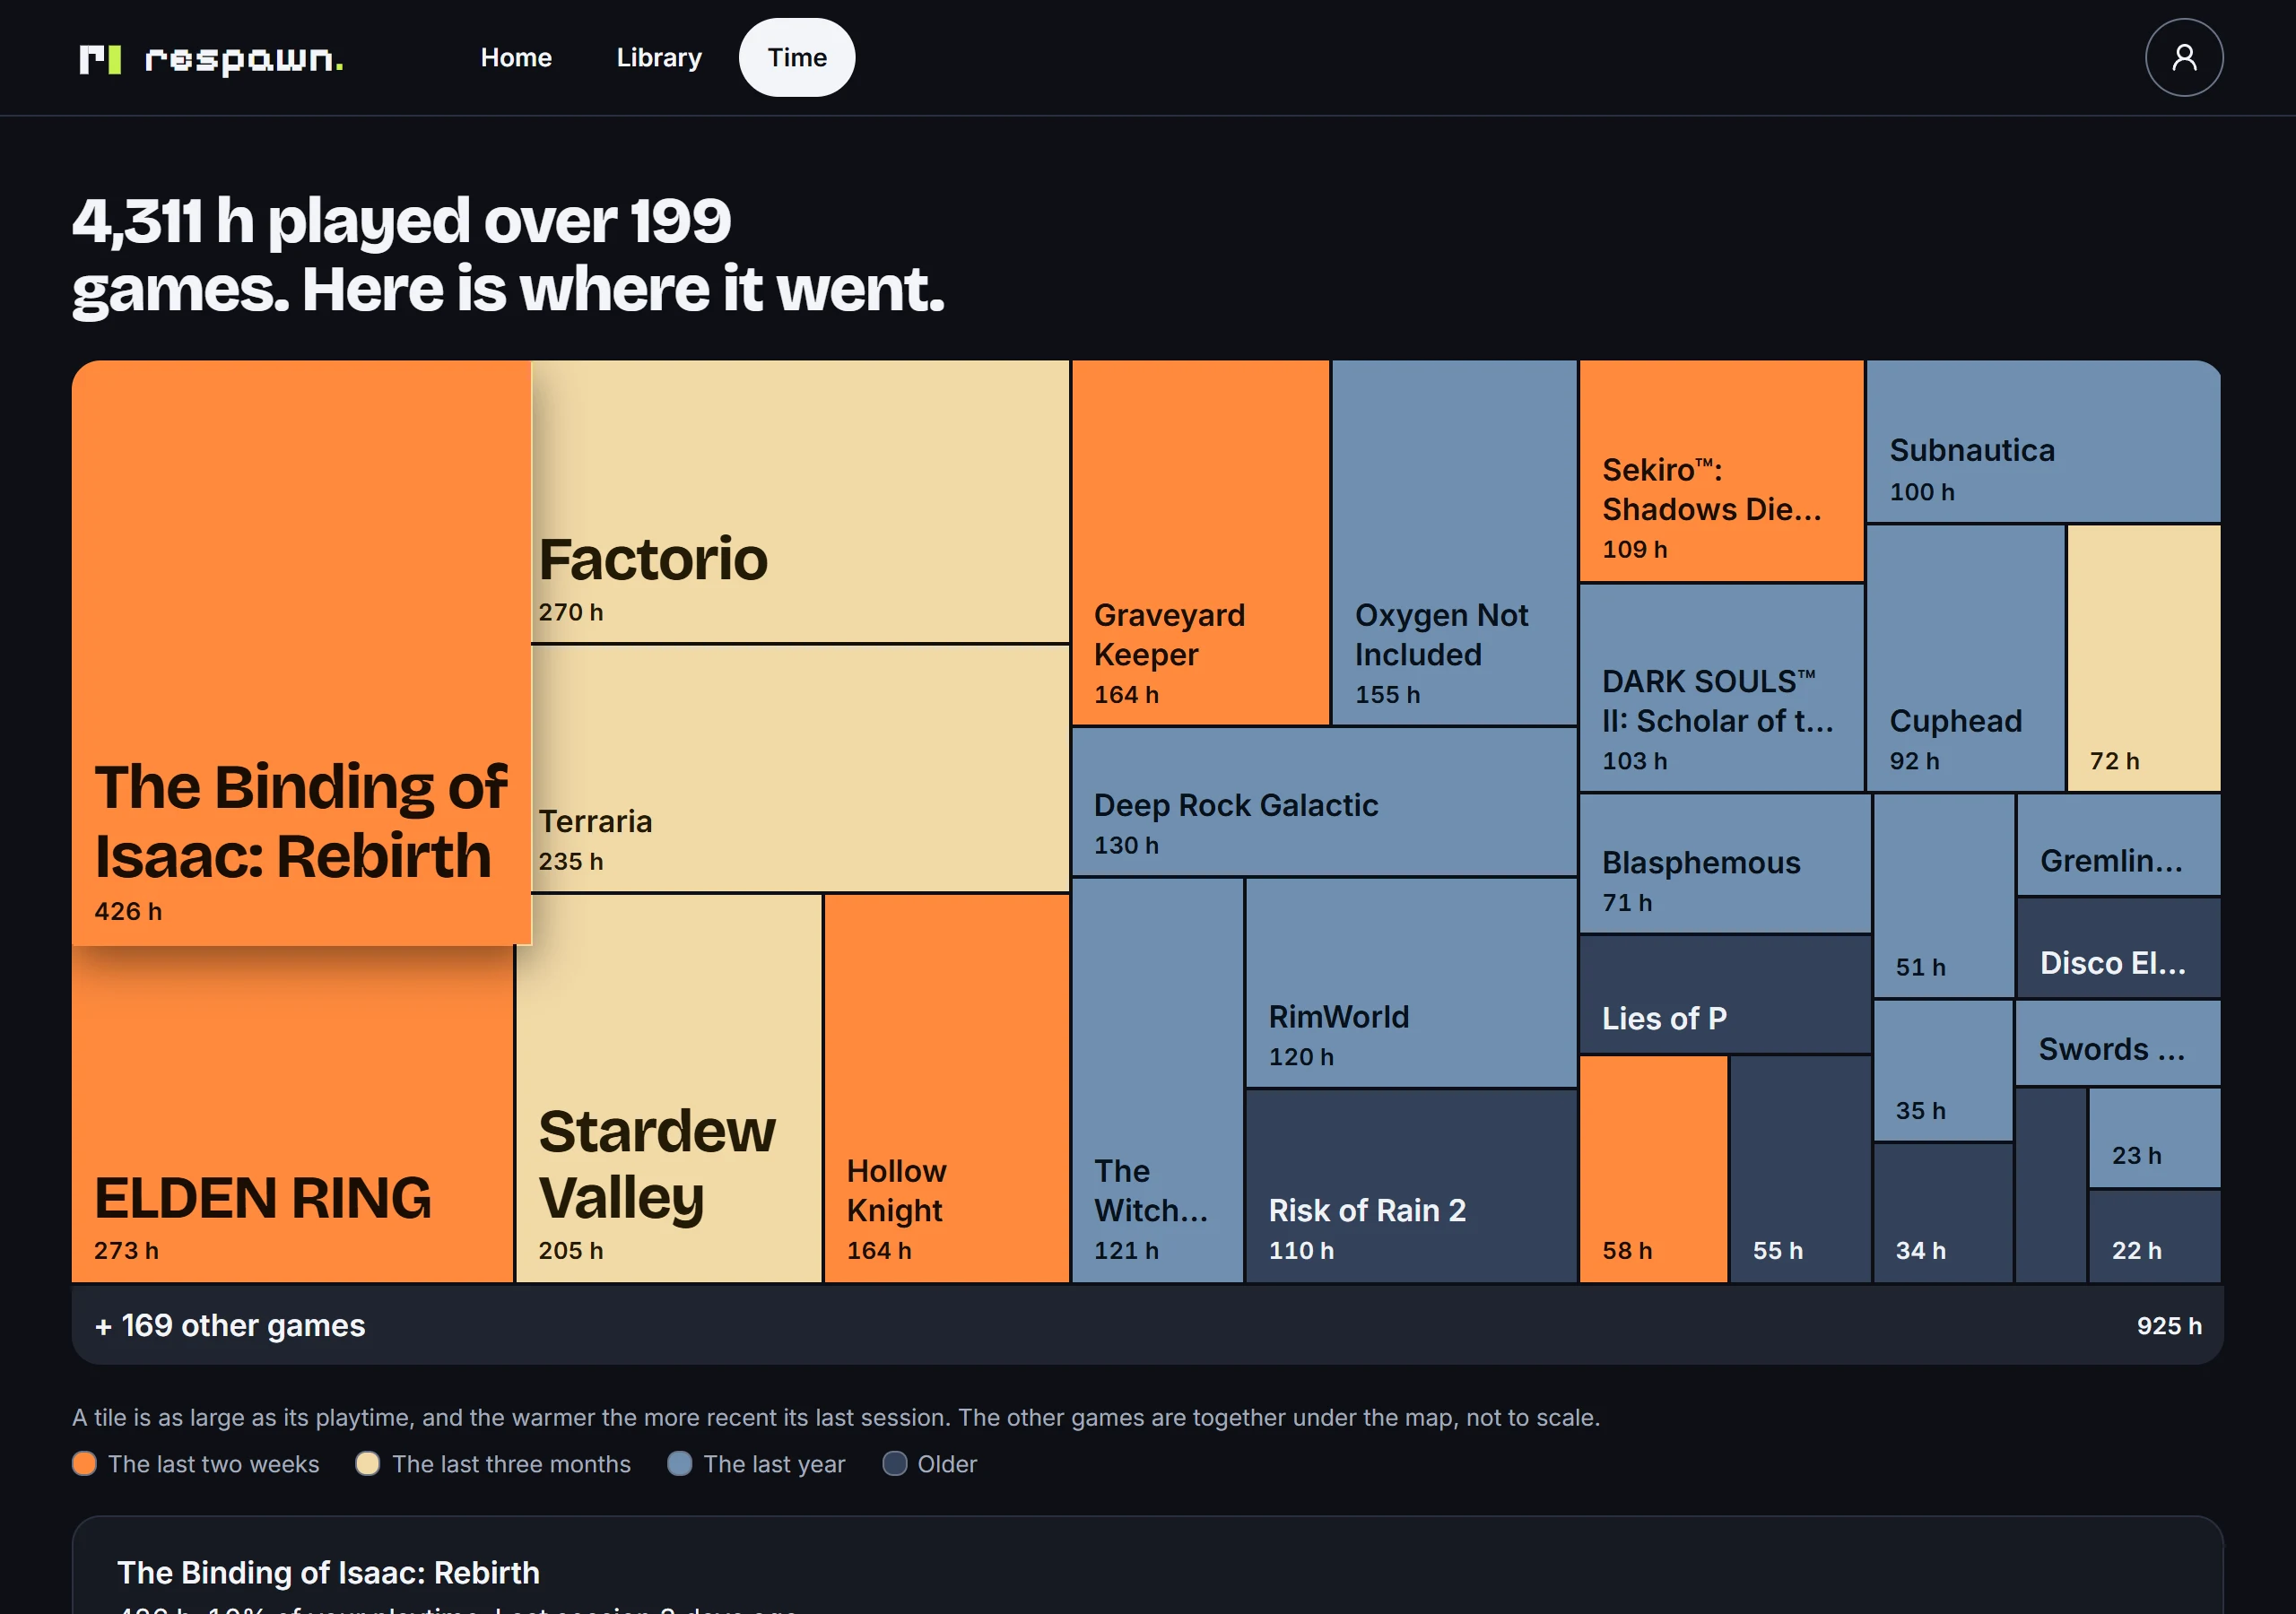 respawn.
Home
Library
Time
4,311 h played over 199
games. Here is where it went.
The Binding of
Isaac: Rebirth
426 h
Factorio
270 h
Terraria
235 h
ELDEN RING
273 h
Stardew
Valley
205 h
Hollow
Knight
164 h
Graveyard
Keeper
164 h
Oxygen Not
Included
155 h
Deep Rock Galactic
130 h
The
Witch...
121 h
RimWorld
120 h
Risk of Rain 2
110 h
Sekiro™:
Shadows Die...
109 h
DARK SOULS™
II: Scholar of t...
103 h
Subnautica
100 h
Cuphead
92 h
72 h
Blasphemous
71 h
Lies of P
58 h
55 h
51 h
Gremlin...
Disco El...
35 h
Swords ...
34 h
23 h
22 h
+ 169 other games
925 h
A tile is as large as its playtime, and the warmer the more recent its last session. The other games are together under the map, not to scale.
The last two weeks
The last three months
The last year
Older
The Binding of Isaac: Rebirth